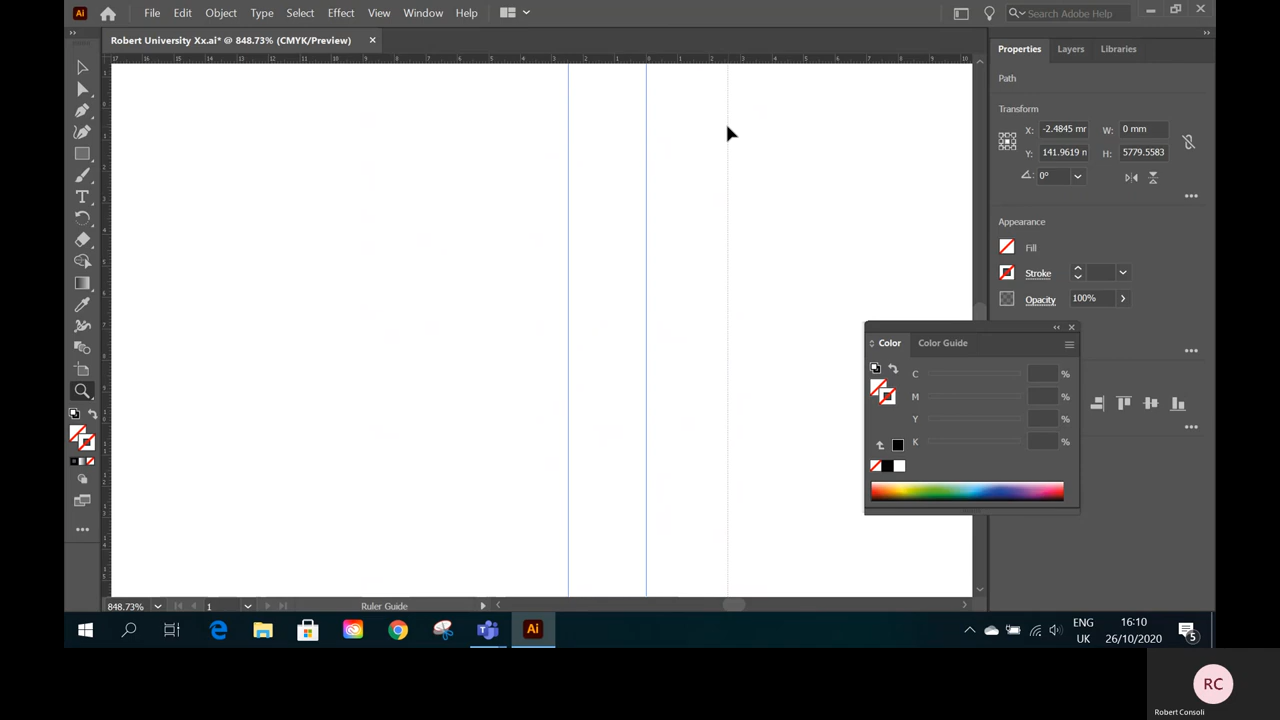 Ai File Edit Object Type Select Effect View Window Help Search Adobe Help
Robert University Xx.ai* @ 848.73% (CMYK/Preview)
Properties Layers Libraries
Path
Transform
X: -2.4845 mr W: 0 mm
Y: 141.9619 n H: 5779.5583
0°
Appearance
Fill
Stroke
Opacity 100%
Color Color Guide
C %
M %
Y %
K %
848.73% 1 Ruler Guide
Ai ENG 16:10
UK 26/10/2020 5
RC
Robert Consoli